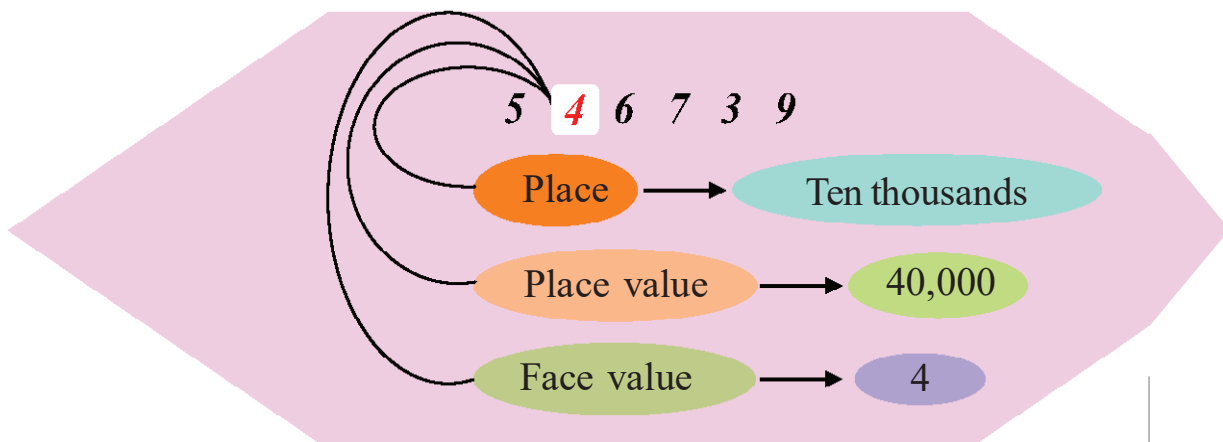 5 4 6 7 3 9
Place Ten thousands
Place value 40,000
Face value 4